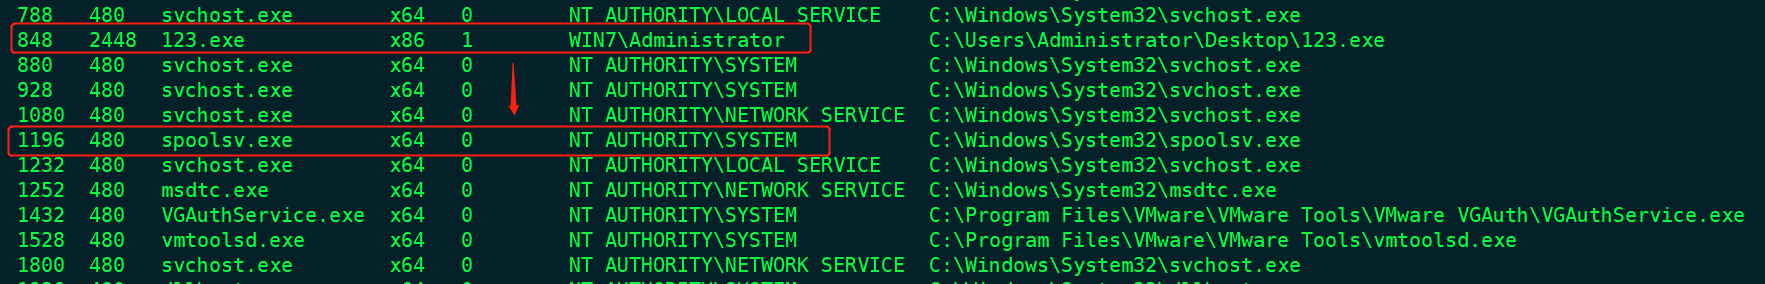 788 480 svchost.exe x64 0 NT AUTHORITY\LOCAL SERVICE C:\Windows\System32\svchost.exe
848 2448 123.exe x86 1 WIN7\Administrator C:\Users\Administrator\Desktop\123.exe
880 480 svchost.exe x64 0 NT AUTHORITY\SYSTEM C:\Windows\System32\svchost.exe
928 480 svchost.exe x64 0 NT AUTHORITY\SYSTEM C:\Windows\System32\svchost.exe
1080 480 svchost.exe x64 0 NT AUTHORITY\NETWORK SERVICE C:\Windows\System32\svchost.exe
1196 480 spoolsv.exe x64 0 NT AUTHORITY\SYSTEM C:\Windows\System32\spoolsv.exe
1232 480 svchost.exe x64 0 NT AUTHORITY\LOCAL SERVICE C:\Windows\System32\svchost.exe
1252 480 msdtc.exe x64 0 NT AUTHORITY\NETWORK SERVICE C:\Windows\System32\msdtc.exe
1432 480 VGAuthService.exe x64 0 NT AUTHORITY\SYSTEM C:\Program Files\VMware\VMware Tools\VMware VGAuth\VGAuthService.exe
1528 480 vmtoolsd.exe x64 0 NT AUTHORITY\SYSTEM C:\Program Files\VMware\VMware Tools\vmtoolsd.exe
1800 480 svchost.exe x64 0 NT AUTHORITY\NETWORK SERVICE C:\Windows\System32\svchost.exe